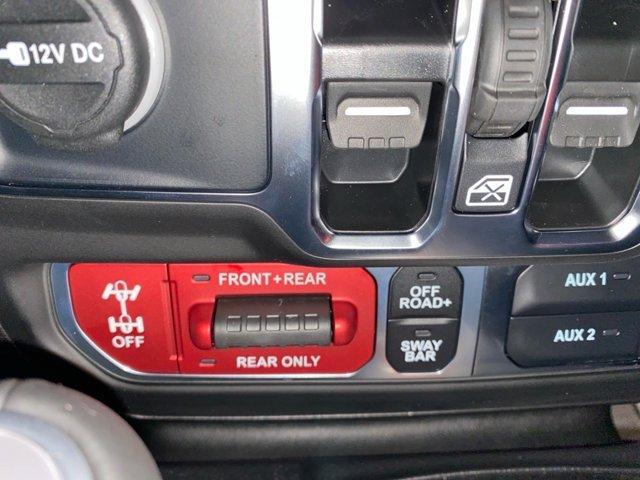 12V DC
FRONT+REAR
OFF
REAR ONLY
OFF
ROAD+
SWAY
BAR
AUX 1
AUX 2